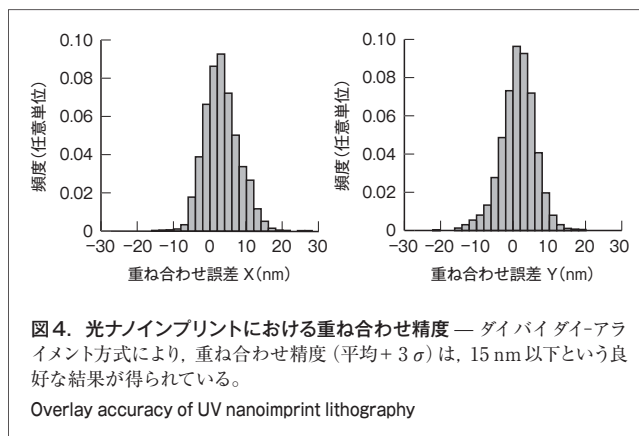 0.10
0.08
0.06
0.04
0.02
0
頻度(任意単位)
−30 −20 −10 0 10 20 30
重ね合わせ誤差 X(nm)
0.10
0.08
0.06
0.04
0.02
0
頻度(任意単位)
−30 −20 −10 0 10 20 30
重ね合わせ誤差 Y(nm)
図4. 光ナノインプリントにおける重ね合わせ精度 ― ダイバイダイ-アラ
イメント方式により, 重ね合わせ精度 (平均+3σ) は, 15 nm以下という良
好な結果が得られている。
Overlay accuracy of UV nanoimprint lithography